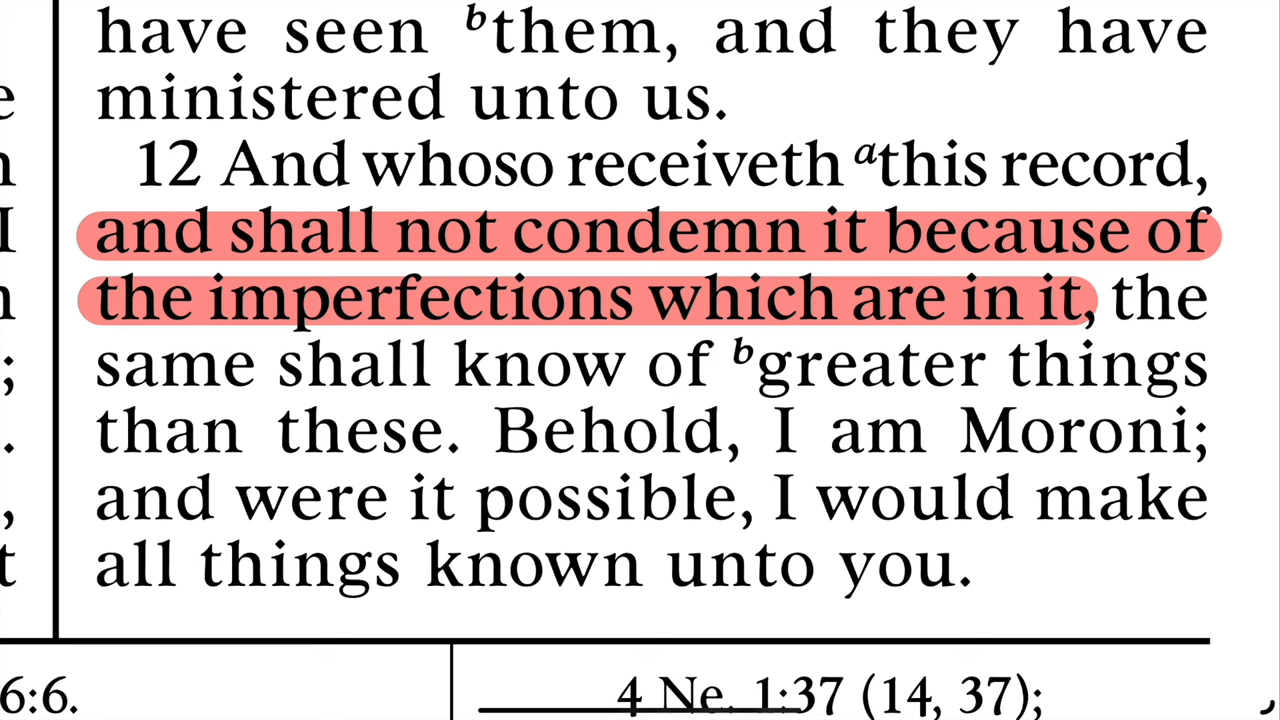 have seen ᵇthem, and they have
ministered unto us.
12 And whoso receiveth ᵃthis record,
and shall not condemn it because of
the imperfections which are in it, the
same shall know of ᵇgreater things
than these. Behold, I am Moroni;
and were it possible, I would make
all things known unto you.
e
n
I
n
;
.
,
t
6:6.
4 Ne. 1:37 (14, 37);